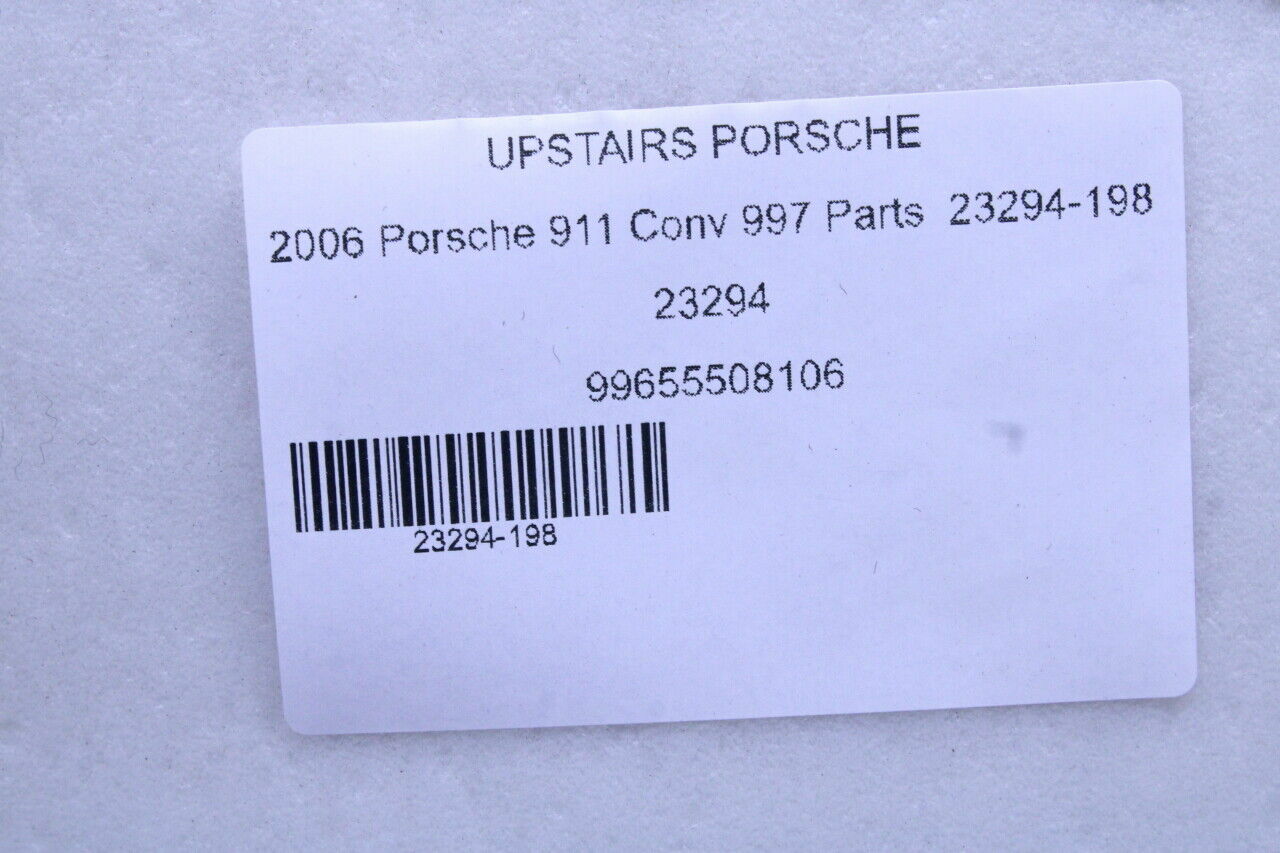 UPSTAIRS PORSCHE
2006 Porsche 911 Conv 997 Parts 23294-198
23294
99655508106
23294-198